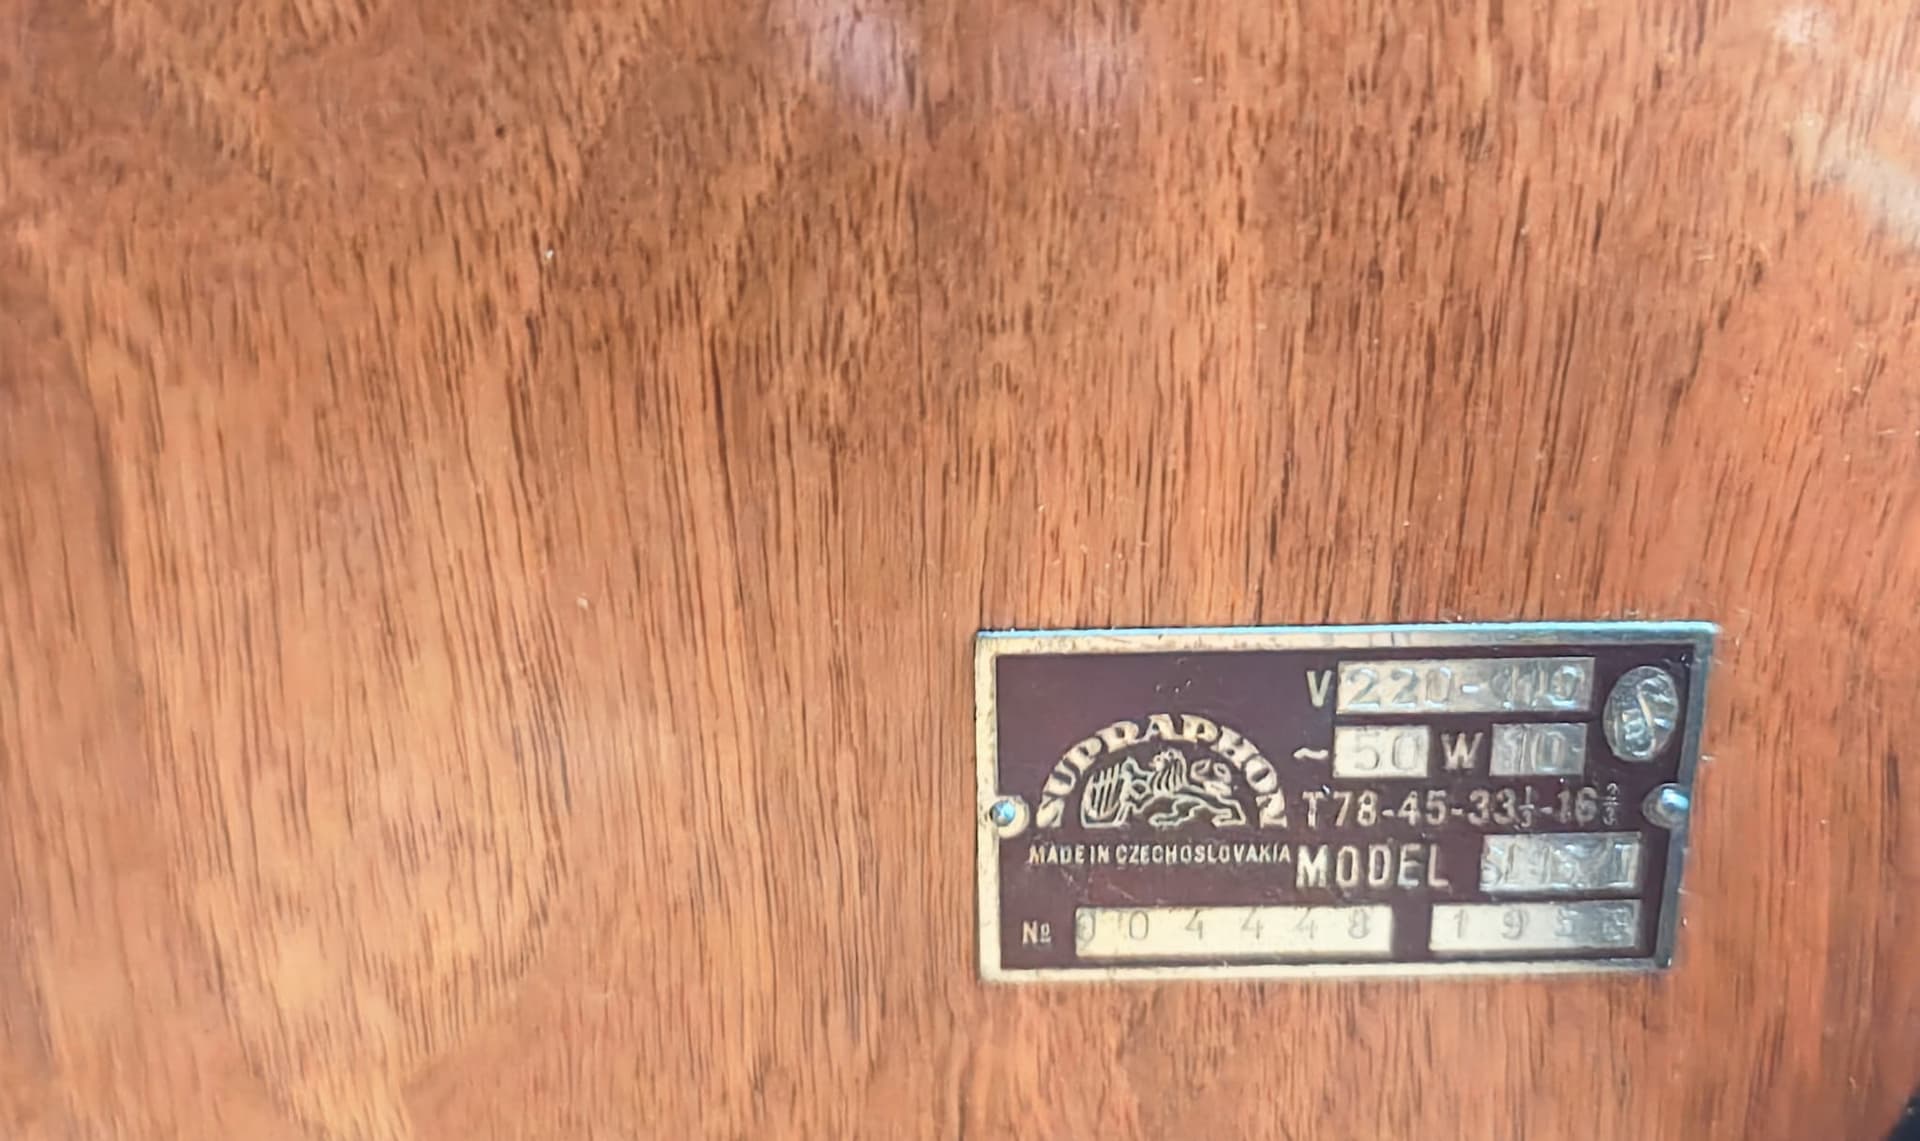 SUPRAPHON
MADE IN CZECHOSLOVAKIA
V 220-110
~ 50 W 10
T 78-45-33⅓-16⅔
MODEL
№ 004448